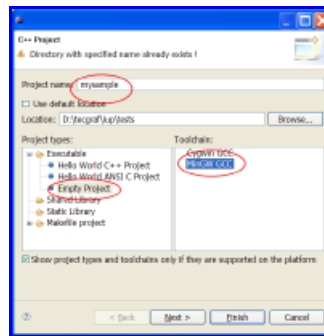 C++ Project
Directory with specified name already exists !
Project name: mysample
Use default location
Location: D:\tecgraf\iup\tests
Browse...
Project types:
Toolchain:
Executable
Hello World C++ Project
Hello World ANSI C Project
Empty Project
Shared Library
Static Library
Makefile project
Cygwin GCC
MinGW GCC
Show project types and toolchains only if they are supported on the platform
< Back
Next >
Finish
Cancel